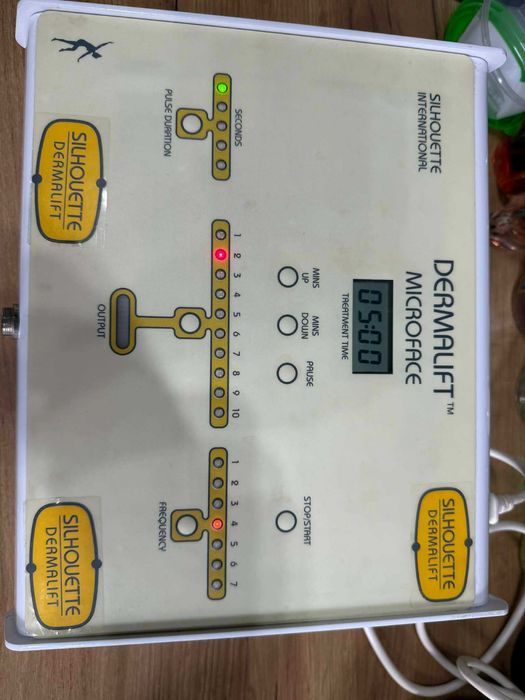 SILHOUETTE
INTERNATIONAL
DERMALIFT™
MICROFACE
SILHOUETTE
DERMALIFT
05:00
TREATMENT TIME
MINS
UP
MINS
DOWN
PAUSE
STOP/START
SECONDS
PULSE DURATION
1 2 3 4 5 6 7 8 9 10
OUTPUT
1 2 3 4 5 6 7
FREQUENCY
SILHOUETTE
DERMALIFT
SILHOUETTE
DERMALIFT